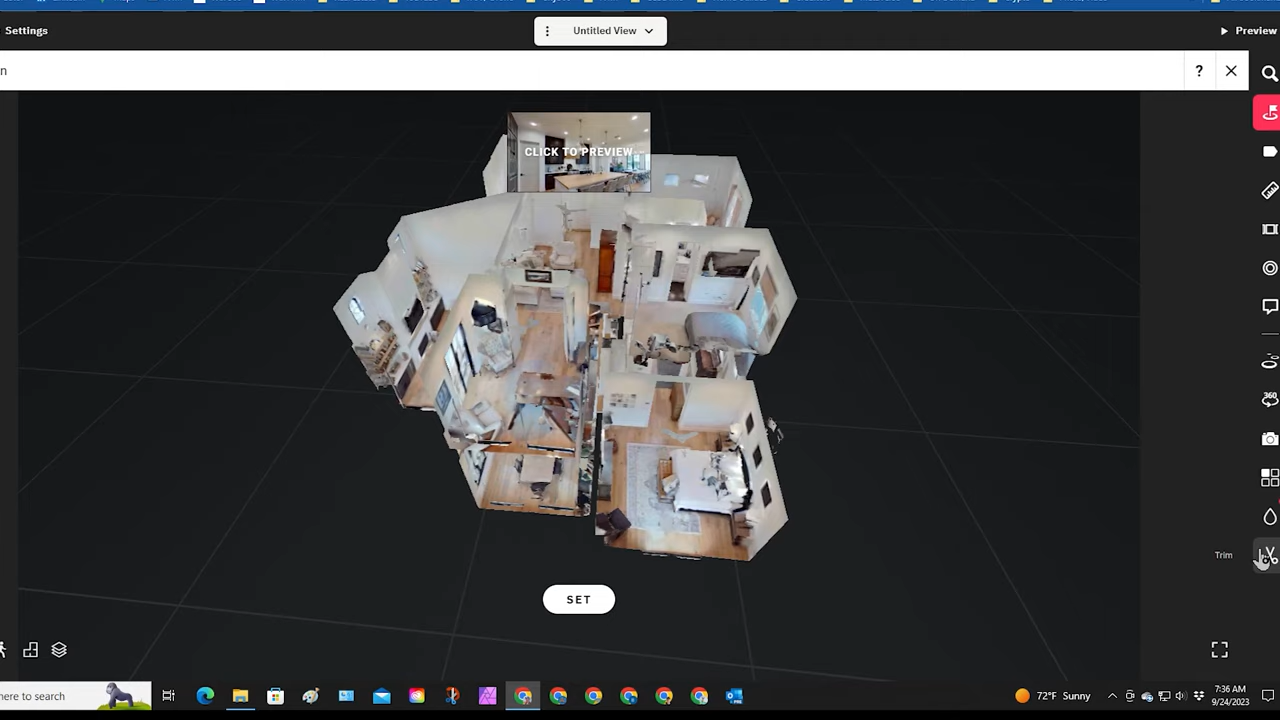 Settings
Untitled View
Preview
n
?
CLICK TO PREVIEW
360
Trim
SET
here to search
72°F Sunny
7:36 AM
9/24/2023